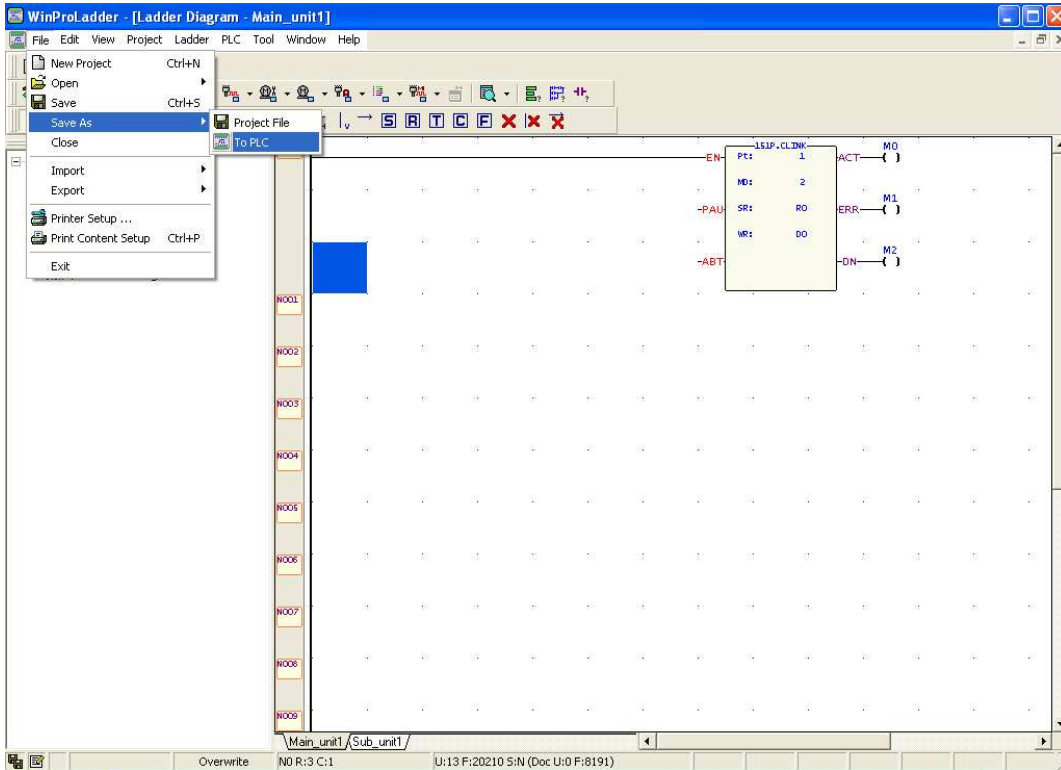 WinProLadder - [Ladder Diagram - Main_unit1]
File Edit View Project Ladder PLC Tool Window Help
New Project Ctrl+N
Open
Save Ctrl+S
Save As
Close
Import
Export
Printer Setup ...
Print Content Setup Ctrl+P
Exit
Project File
To PLC
S R T C F
151P.CLINK
EN Pt: 1 ACT M0
MD: 2
PAU SR: R0 ERR M1
WR: D0
ABT DN M2
N001
N002
N003
N004
N005
N006
N007
N008
N009
Main_unit1 Sub_unit1
Overwrite N0 R:3 C:1 U:13 F:20210 S:N (Doc U:0 F:8191)